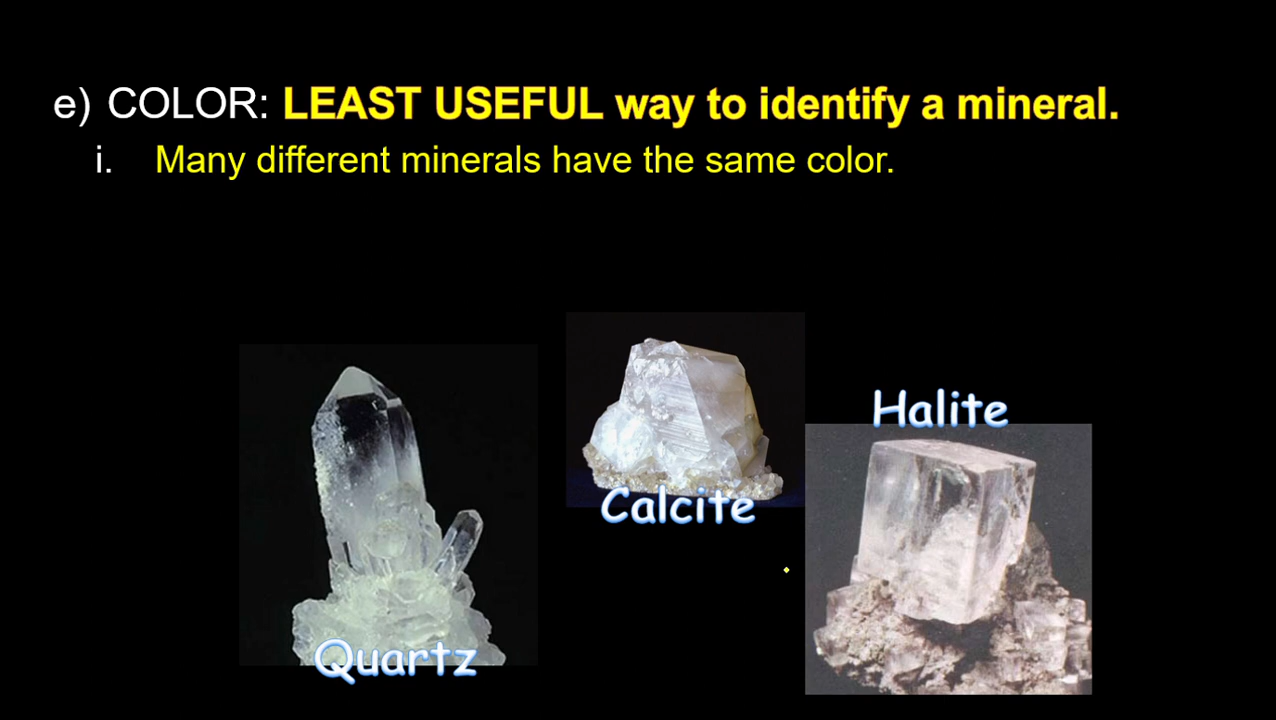 e) COLOR: LEAST USEFUL way to identify a mineral.
i. Many different minerals have the same color.
Halite
Calcite
Quartz